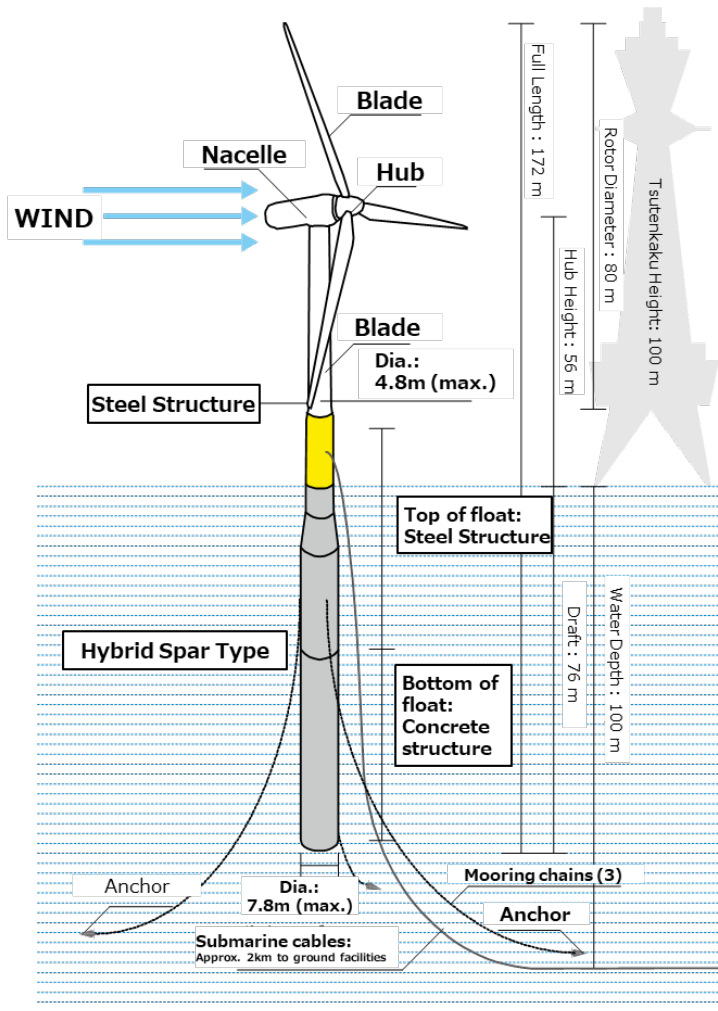 Blade
Nacelle
Hub
WIND
Full Length : 172 m
Rotor Diameter : 80 m
Tsutenkaku Height: 100 m
Hub Height : 56 m
Blade
Dia.:
4.8m (max.)
Steel Structure
Top of float:
Steel Structure
Hybrid Spar Type
Bottom of
float:
Concrete
structure
Draft : 76 m
Water Depth : 100 m
Anchor
Dia.:
7.8m (max.)
Mooring chains (3)
Anchor
Submarine cables:
Approx. 2km to ground facilities